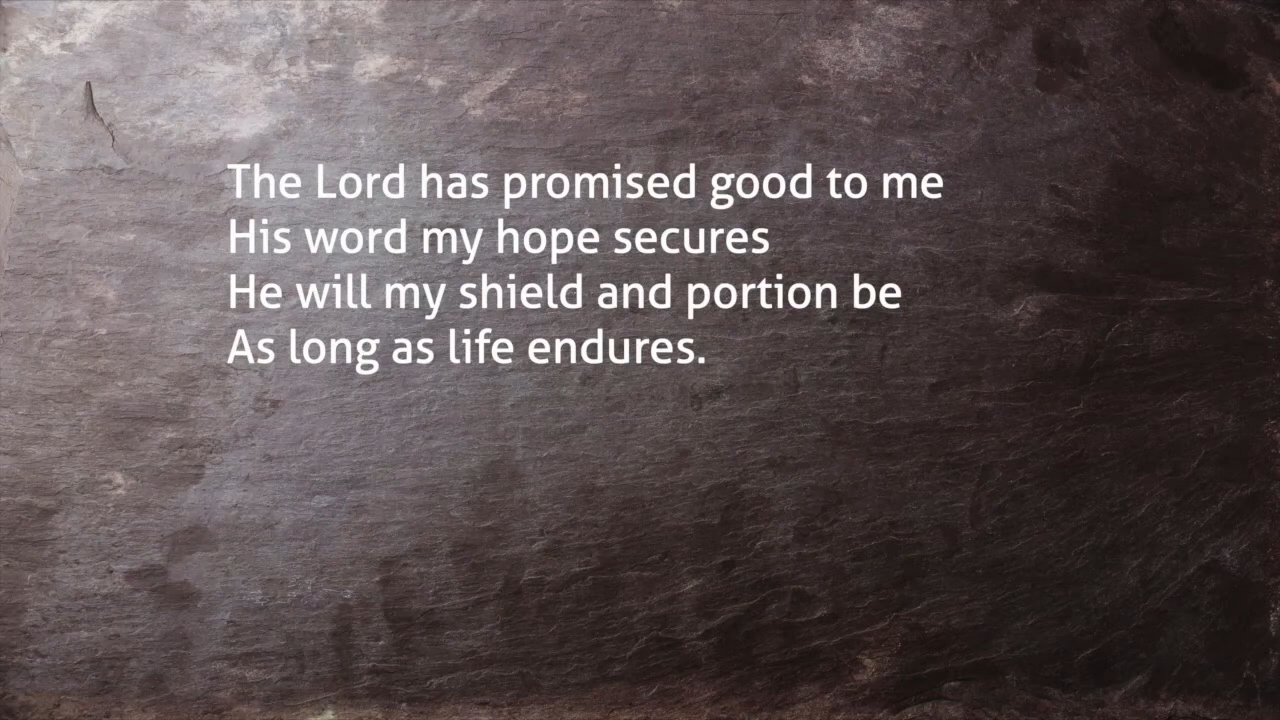 The Lord has promised good to me
His word my hope secures
He will my shield and portion be
As long as life endures.